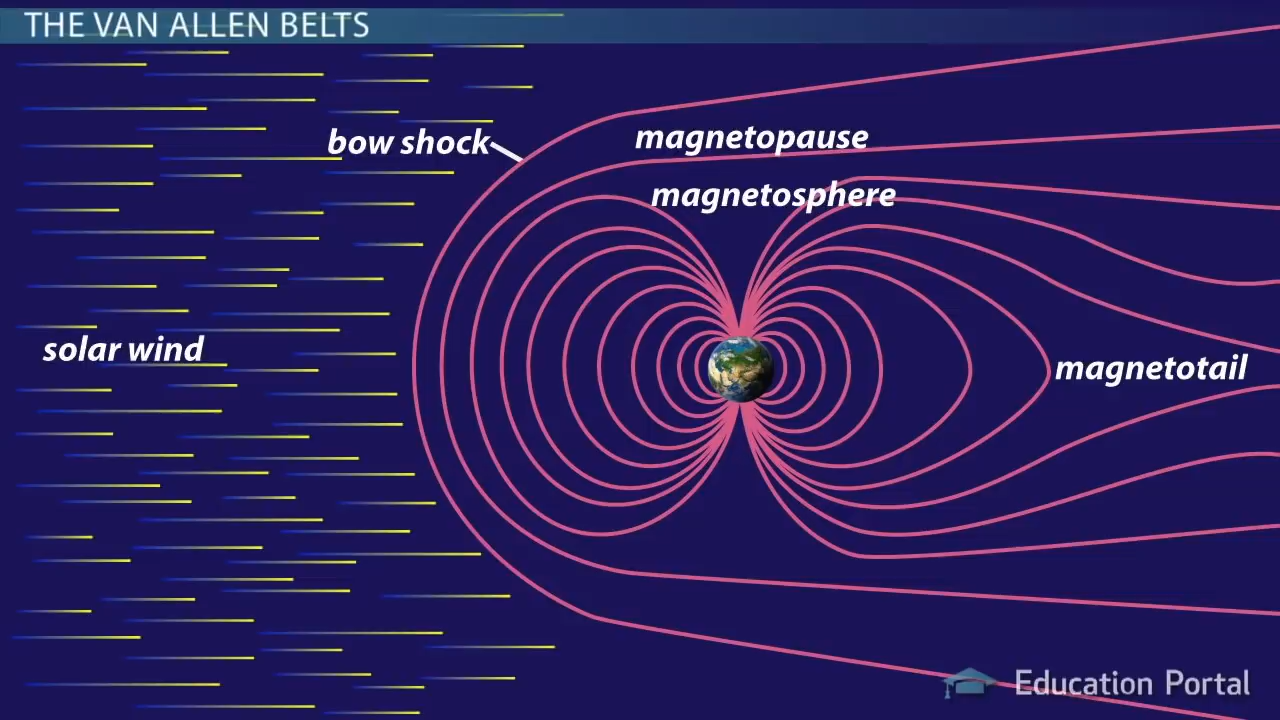 THE VAN ALLEN BELTS
bow shock
magnetopause
magnetosphere
solar wind
magnetotail
Education Portal